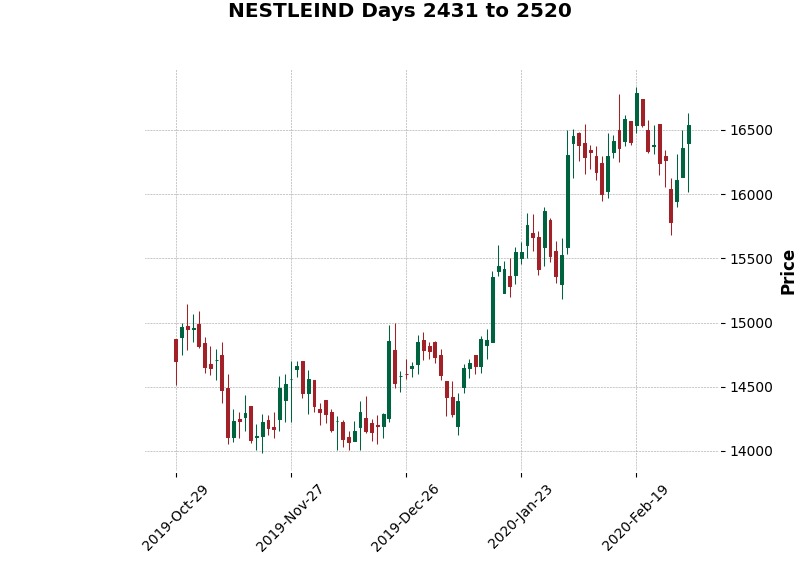 NESTLEIND Days 2431 to 2520
16500
16000
15500
15000
14500
14000
Price
2019-Oct-29
2019-Nov-27
2019-Dec-26
2020-Jan-23
2020-Feb-19